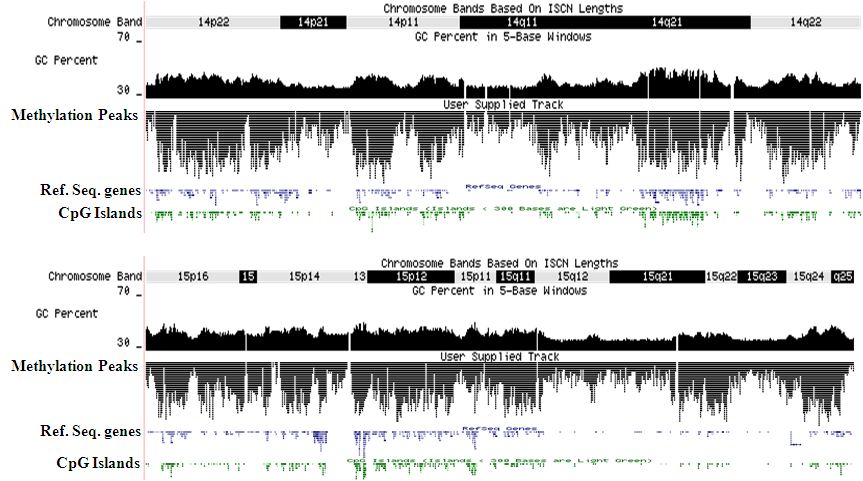 Chromosome Bands Based On ISCN Lengths
Chromosome Band 14p22 14p21 14p11 14q11 14q21 14q22
70 GC Percent in 5-Base Windows
GC Percent
30
User Supplied Track
Methylation Peaks
RefSeq Genes
Ref. Seq. genes
CpG Islands (Islands < 300 Bases are Light Green)
CpG Islands
Chromosome Bands Based On ISCN Lengths
Chromosome Band 15p16 15 15p14 13 15p12 15p11 15q11 15q12 15q21 15q22 15q23 15q24 q25
70 GC Percent in 5-Base Windows
GC Percent
30
User Supplied Track
Methylation Peaks
RefSeq Genes
Ref. Seq. genes
CpG Islands (Islands < 300 Bases are Light Green)
CpG Islands